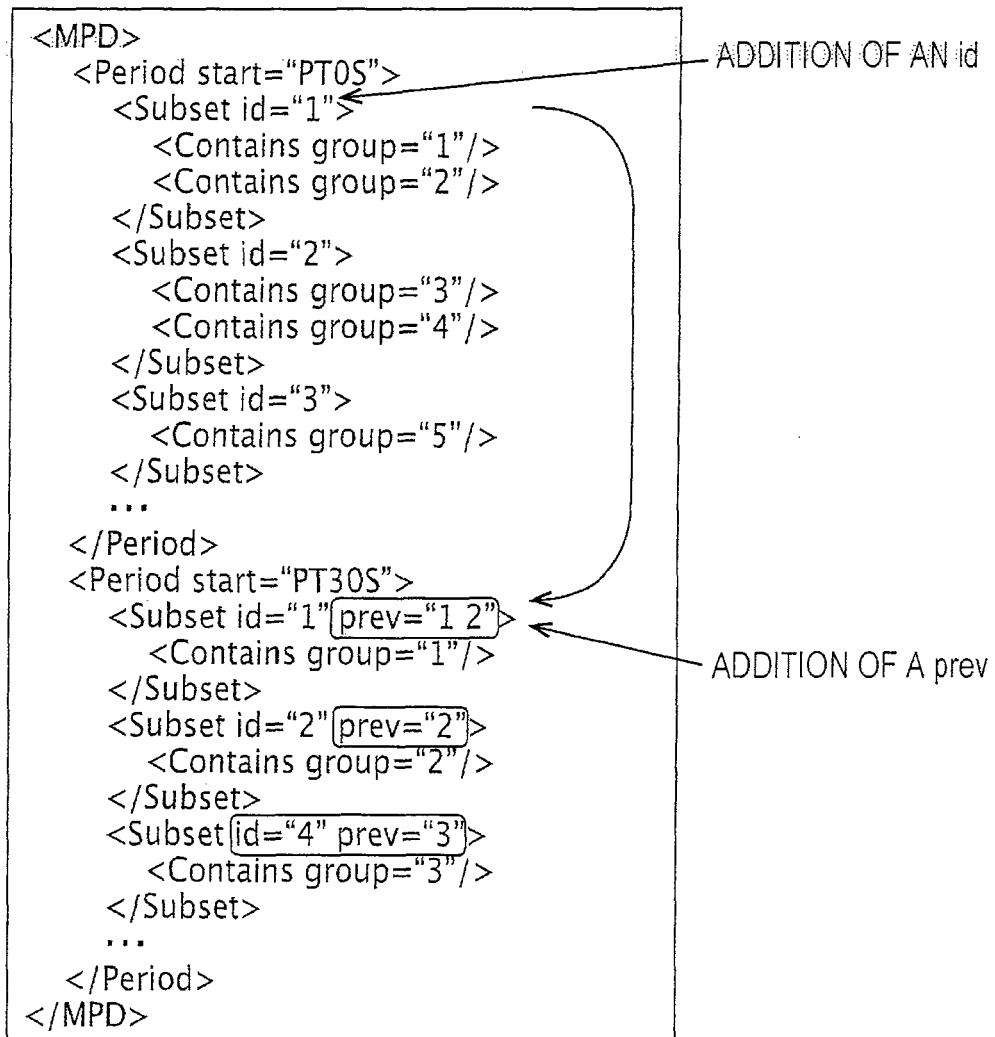 <MPD>
<Period start="PT0S">
<Subset id="1">
<Contains group="1"/>
<Contains group="2"/>
</Subset>
<Subset id="2">
<Contains group="3"/>
<Contains group="4"/>
</Subset>
<Subset id="3">
<Contains group="5"/>
</Subset>
...
</Period>
<Period start="PT30S">
<Subset id="1" prev="1 2">
<Contains group="1"/>
</Subset>
<Subset id="2" prev="2">
<Contains group="2"/>
</Subset>
<Subset id="4" prev="3">
<Contains group="3"/>
</Subset>
...
</Period>
</MPD>
ADDITION OF AN id
ADDITION OF A prev